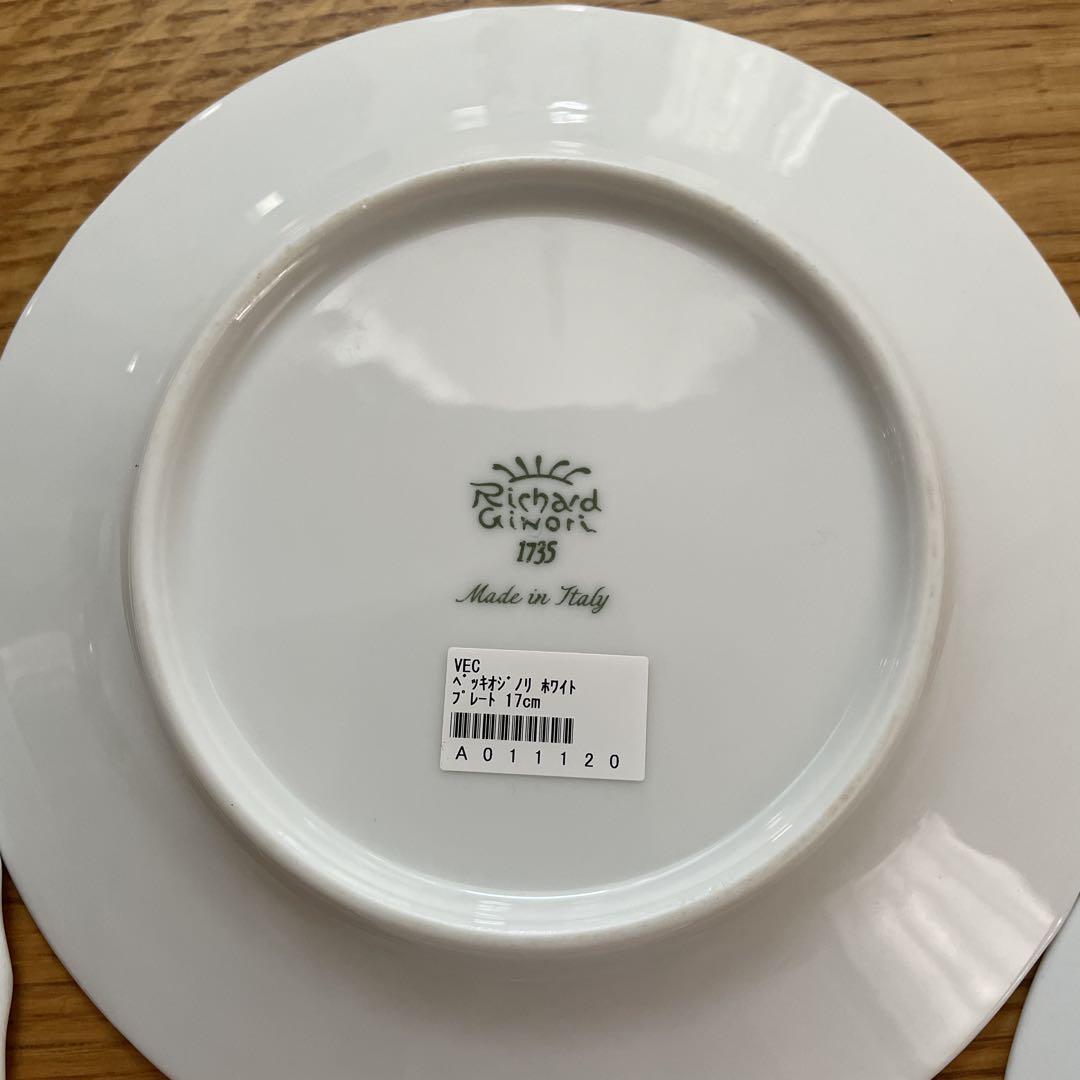 Richard
Ginori
1735
Made in Italy
VEC
ﾍﾞｯｷｵｼﾞﾉﾘ ﾎﾜｲﾄ
ﾌﾟﾚｰﾄ 17cm
A011120